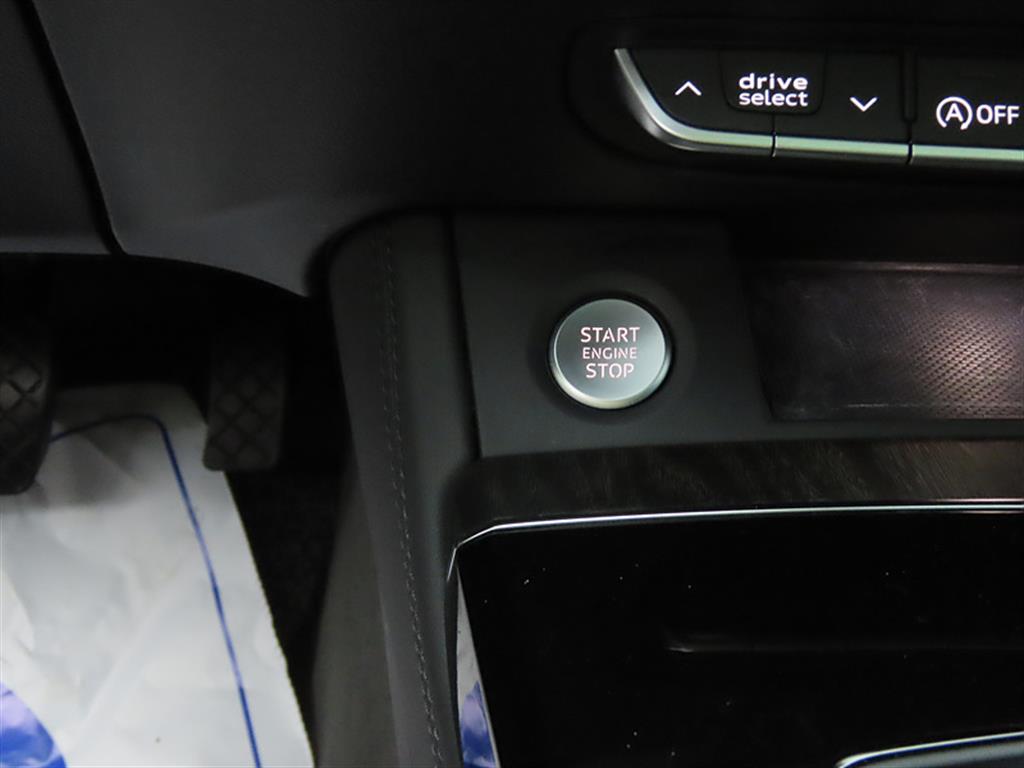 drive
select
A OFF
START
ENGINE
STOP